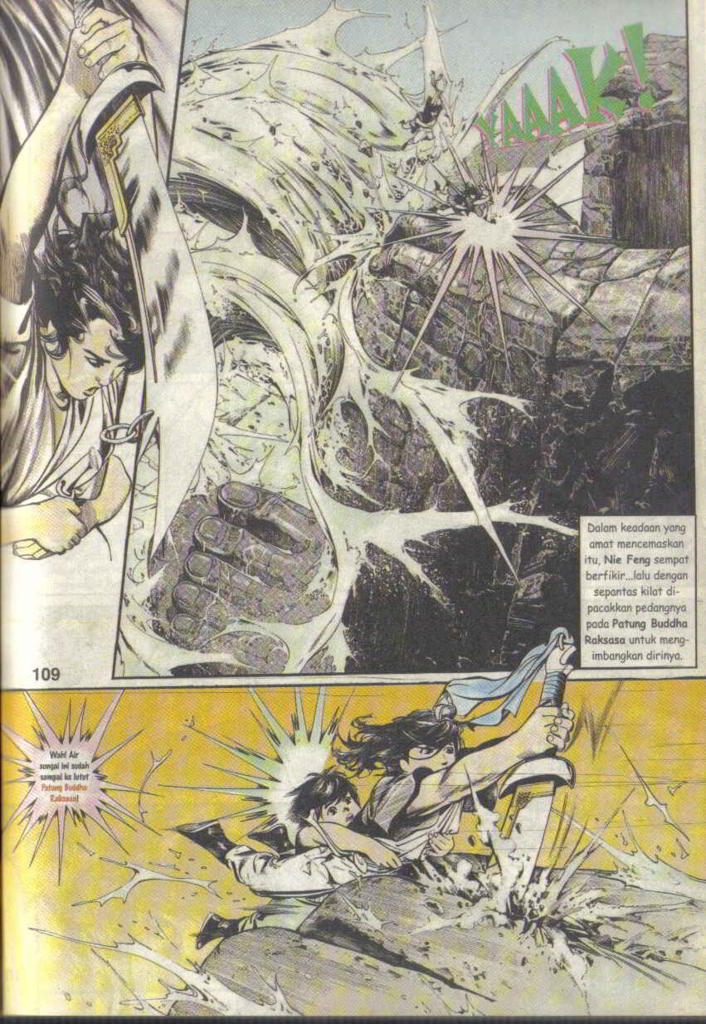 YAAAK!
Dalam keadaan yang
amat mencemaskan
itu, Nie Feng sempat
berfikir...lalu dengan
sepantas kilat di-
pacakkan pedangnya
pada Patung Buddha
Raksasa untuk meng-
imbangkan dirinya.
109
Wah! Air
sungai ini sudah
sampai ke lutut
Patung Buddha
Raksasa!